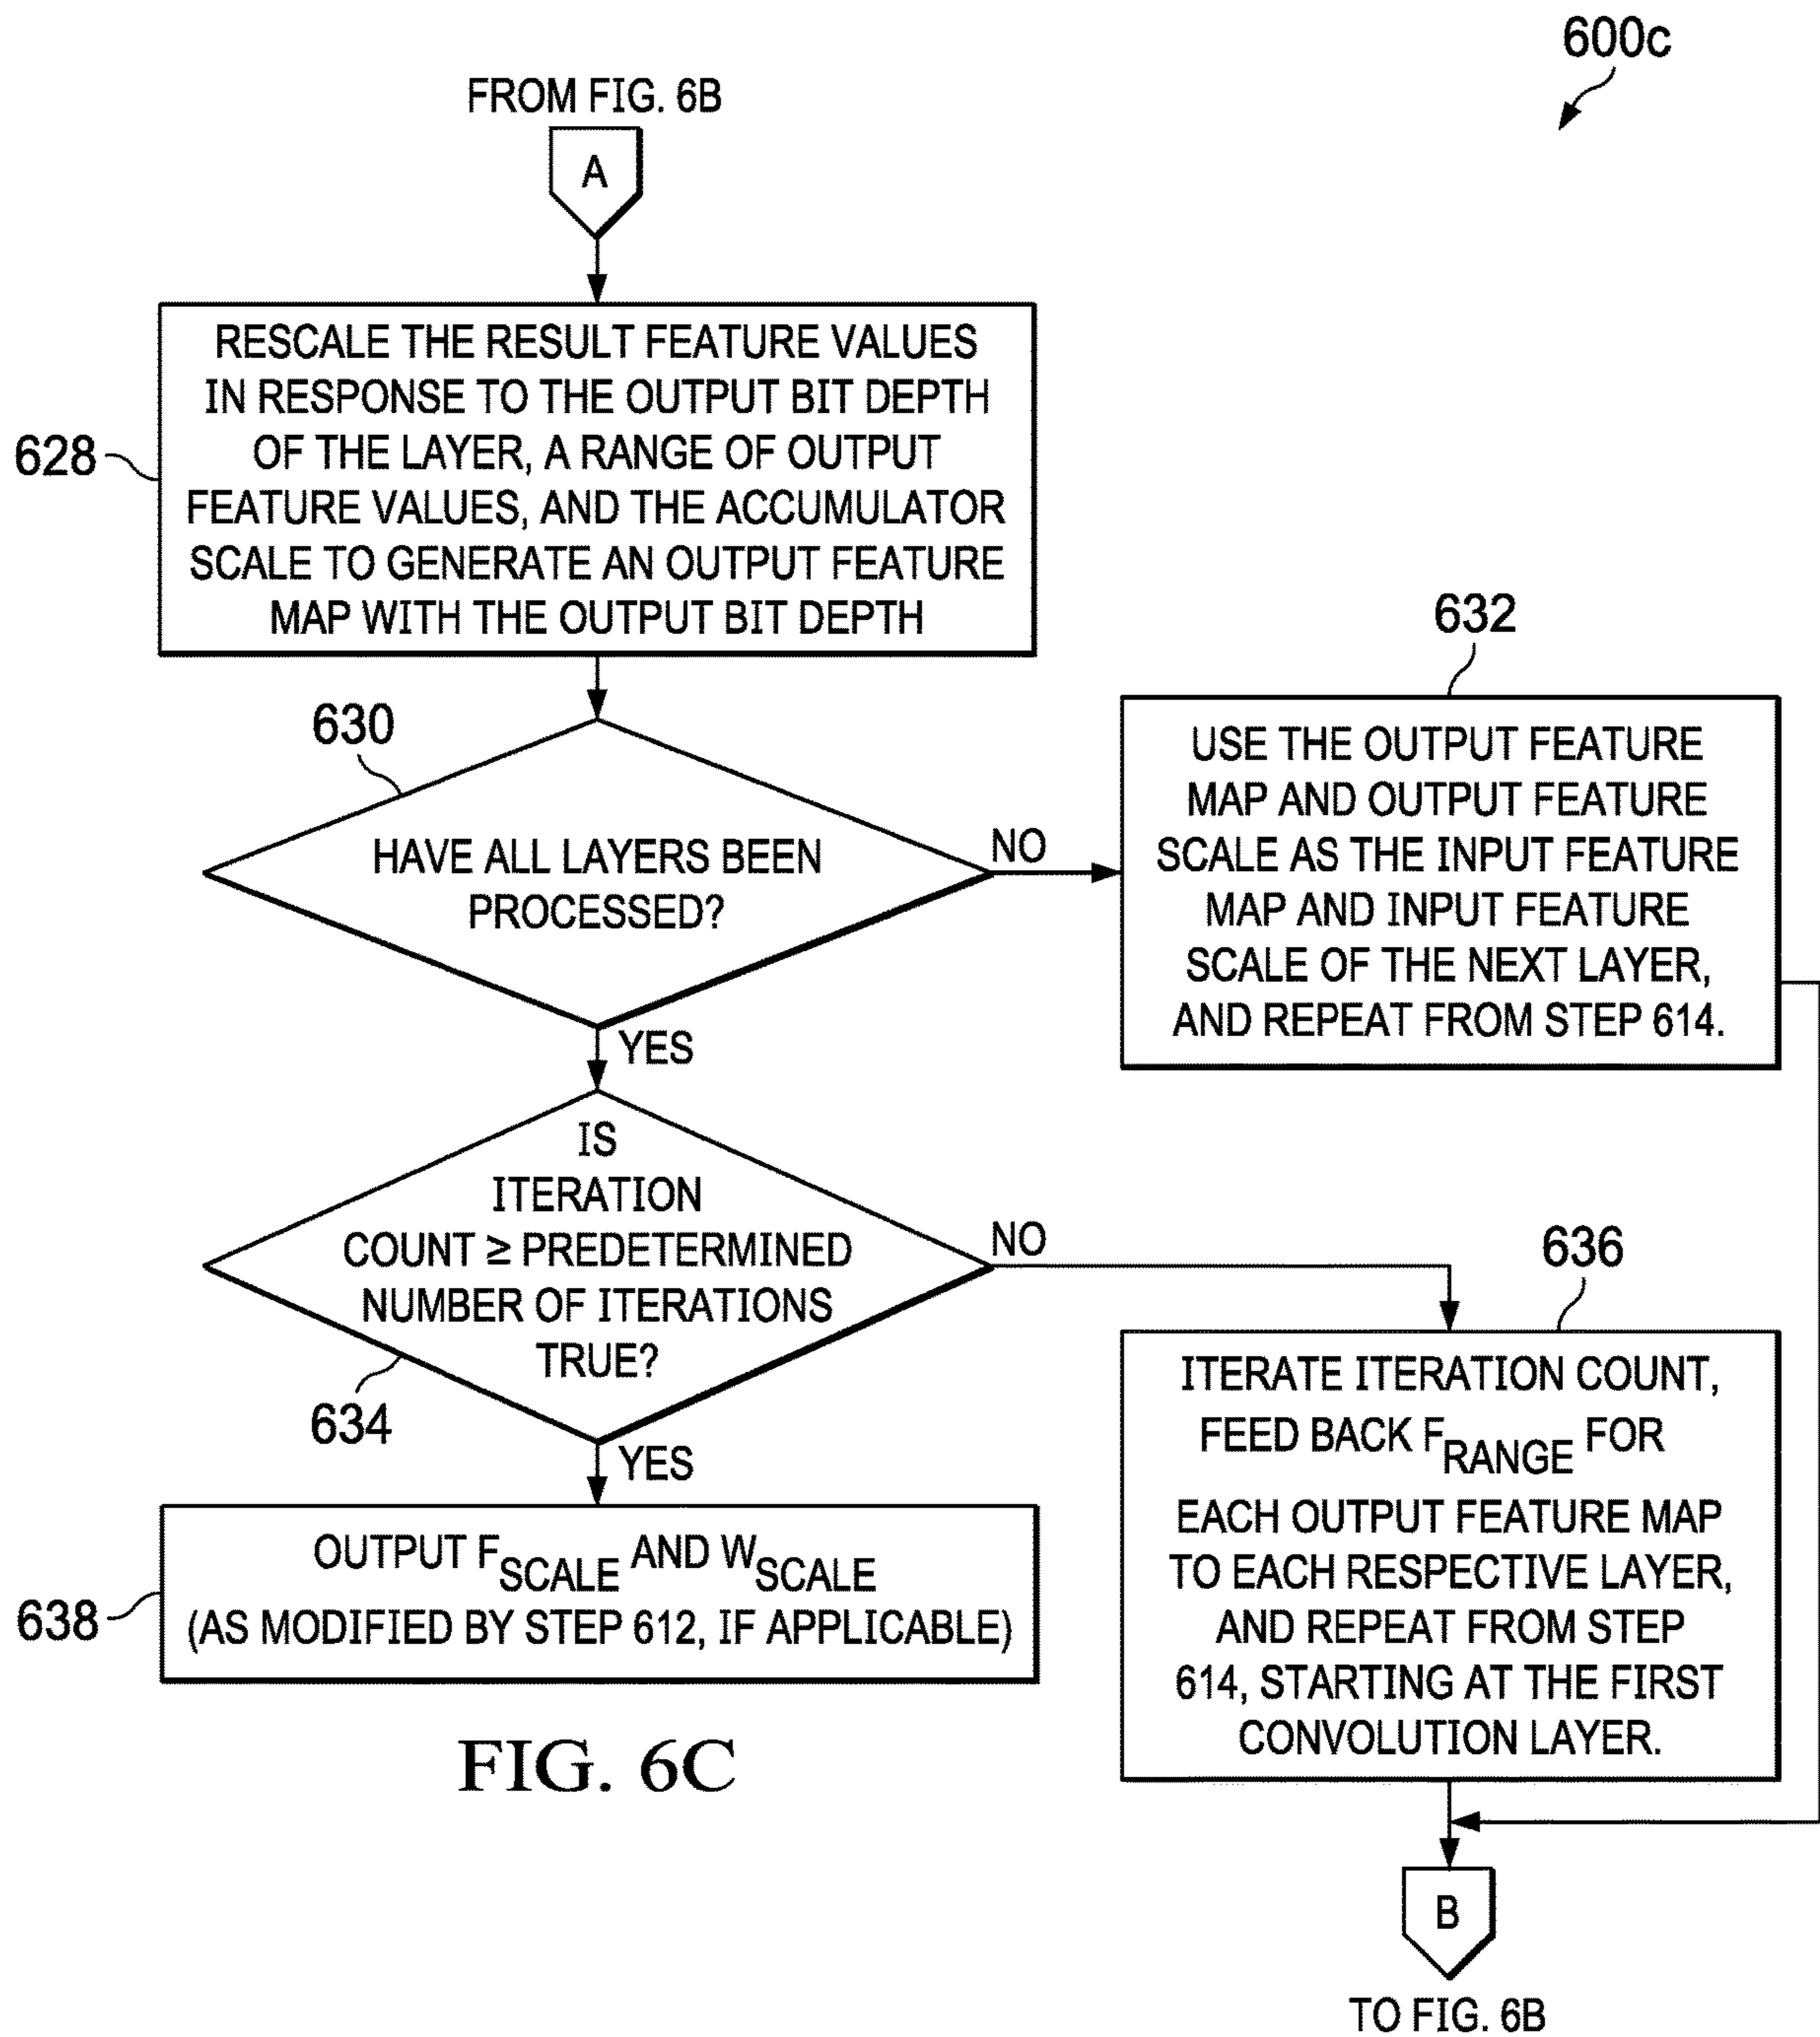 600c
FROM FIG. 6B
A
628
RESCALE THE RESULT FEATURE VALUES
IN RESPONSE TO THE OUTPUT BIT DEPTH
OF THE LAYER, A RANGE OF OUTPUT
FEATURE VALUES, AND THE ACCUMULATOR
SCALE TO GENERATE AN OUTPUT FEATURE
MAP WITH THE OUTPUT BIT DEPTH
630
HAVE ALL LAYERS BEEN
PROCESSED?
NO
YES
632
USE THE OUTPUT FEATURE
MAP AND OUTPUT FEATURE
SCALE AS THE INPUT FEATURE
MAP AND INPUT FEATURE
SCALE OF THE NEXT LAYER,
AND REPEAT FROM STEP 614.
IS
ITERATION
COUNT ≥ PREDETERMINED
NUMBER OF ITERATIONS
TRUE?
634
NO
YES
636
ITERATE ITERATION COUNT,
FEED BACK F_RANGE FOR
EACH OUTPUT FEATURE MAP
TO EACH RESPECTIVE LAYER,
AND REPEAT FROM STEP
614, STARTING AT THE FIRST
CONVOLUTION LAYER.
638
OUTPUT F_SCALE AND W_SCALE
(AS MODIFIED BY STEP 612, IF APPLICABLE)
B
TO FIG. 6B
FIG. 6C